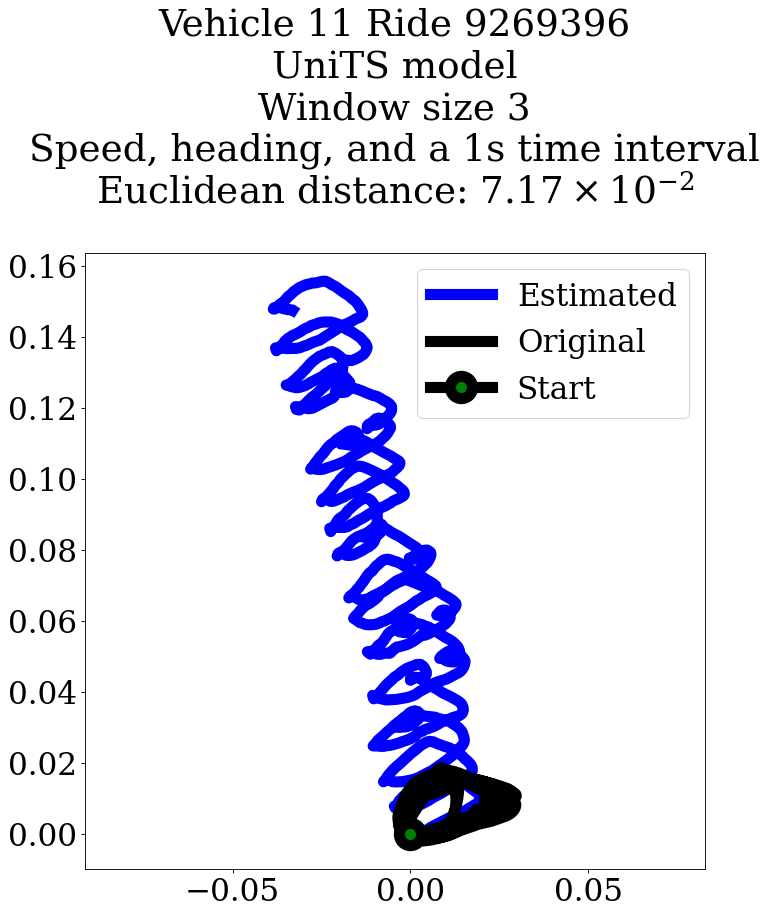 Vehicle 11 Ride 9269396
UniTS model
Window size 3
Speed, heading, and a 1s time interval
Euclidean distance: 7.17 × 10⁻²
Estimated
Original
Start
0.16
0.14
0.12
0.10
0.08
0.06
0.04
0.02
0.00
−0.05 0.00 0.05